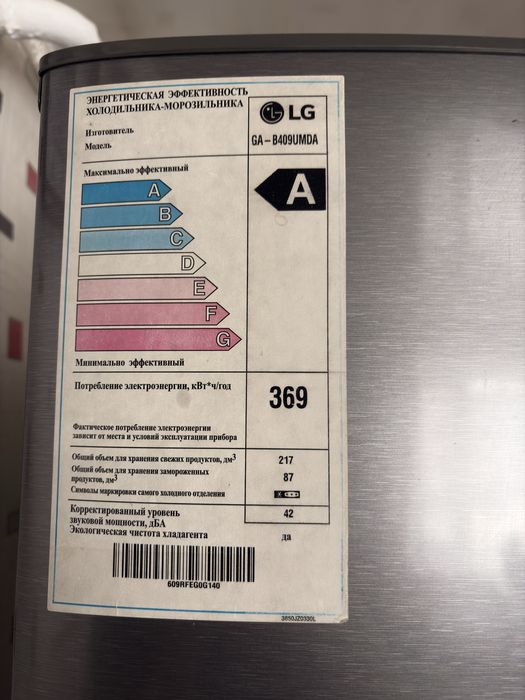 ЭНЕРГЕТИЧЕСКАЯ ЭФФЕКТИВНОСТЬ
ХОЛОДИЛЬНИКА-МОРОЗИЛЬНИКА
LG
Изготовитель
Модель
GA-B409UMDA
Максимально эффективный
A
A
B
C
D
E
F
G
Минимально эффективный
Потребление электроэнергии, кВт*ч/год
369
Фактическое потребление электроэнергии
зависит от места и условий эксплуатации прибора
Общий объем для хранения свежих продуктов, дм³ 217
Общий объем для хранения замороженных
продуктов, дм³ 87
Символы маркировки самого холодного отделения
Корректированный уровень
звуковой мощности, дБА 42
Экологическая чистота хладагента да
609RFEG0G140
3850JZ0330L